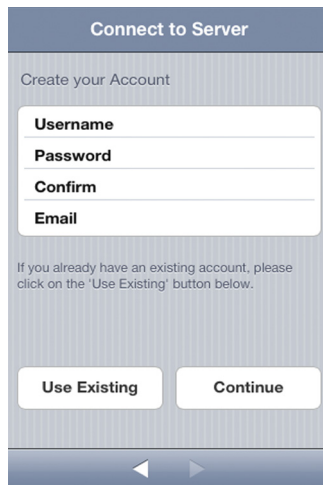 Connect to Server
Create your Account
Username
Password
Confirm
Email
If you already have an existing account, please
click on the 'Use Existing' button below.
Use Existing
Continue